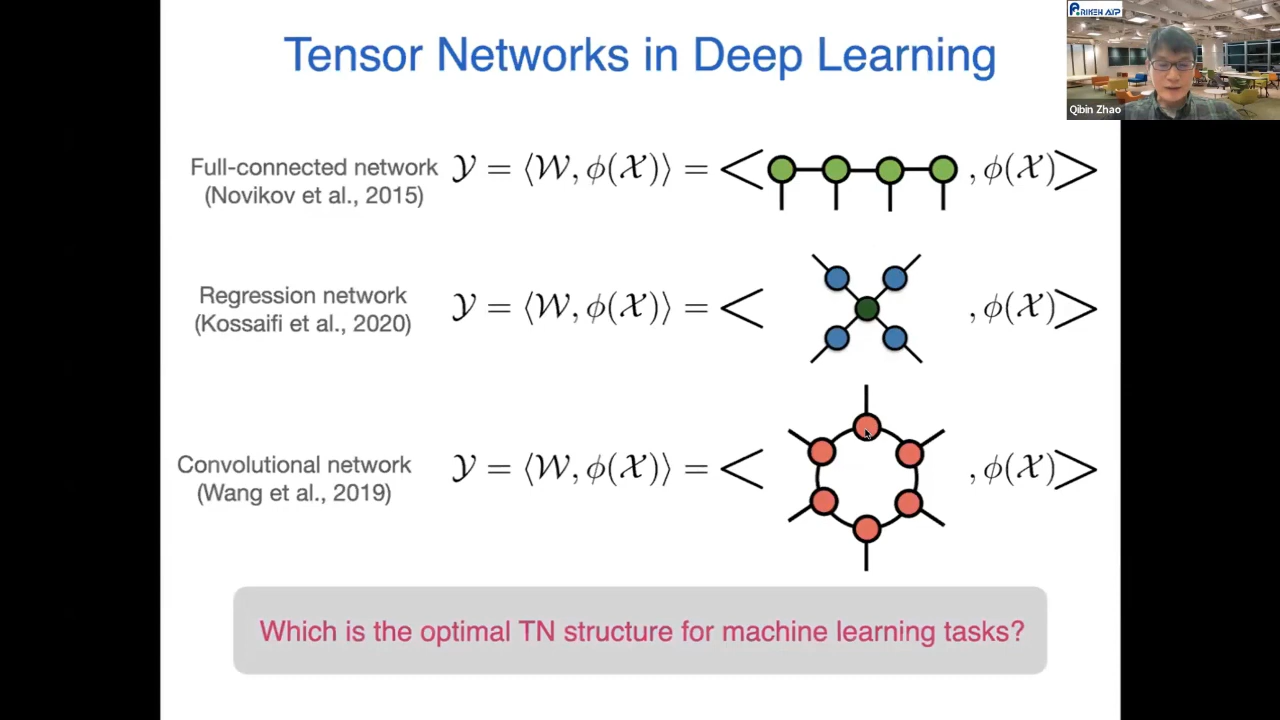 Tensor Networks in Deep Learning
RIKEN AIP
Qibin Zhao
Full-connected network
(Novikov et al., 2015)
𝒴 = ⟨𝒲, ϕ(𝒳)⟩ = < , ϕ(𝒳) >
Regression network
(Kossaifi et al., 2020)
𝒴 = ⟨𝒲, ϕ(𝒳)⟩ = < , ϕ(𝒳) >
Convolutional network
(Wang et al., 2019)
𝒴 = ⟨𝒲, ϕ(𝒳)⟩ = < , ϕ(𝒳) >
Which is the optimal TN structure for machine learning tasks?